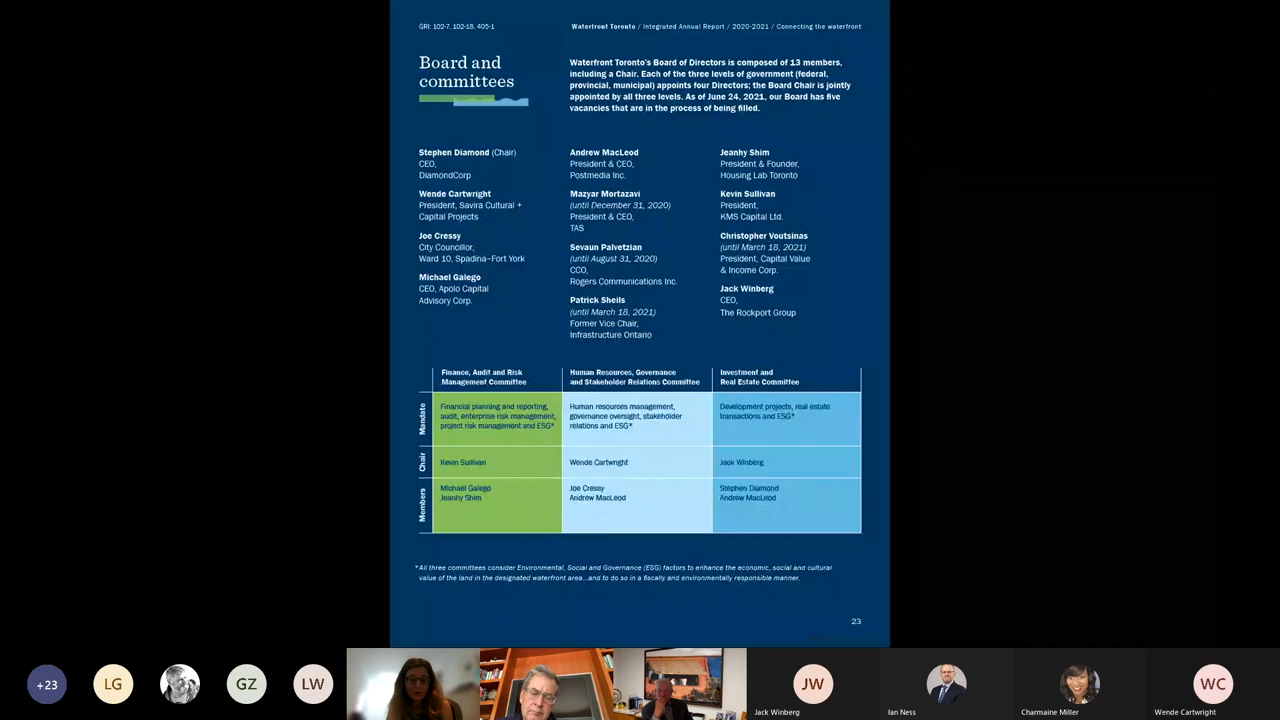 GRI: 102-7, 102-18, 405-1
Waterfront Toronto / Integrated Annual Report / 2020-2021 / Connecting the waterfront
Board and
committees
Waterfront Toronto's Board of Directors is composed of 13 members,
including a Chair. Each of the three levels of government (federal,
provincial, municipal) appoints four Directors; the Board Chair is jointly
appointed by all three levels. As of June 24, 2021, our Board has five
vacancies that are in the process of being filled.
Stephen Diamond (Chair)
CEO,
DiamondCorp
Wende Cartwright
President, Savira Cultural +
Capital Projects
Joe Cressy
City Councillor,
Ward 10, Spadina–Fort York
Michael Galego
CEO, Apolo Capital
Advisory Corp.
Andrew MacLeod
President & CEO,
Postmedia Inc.
Mazyar Mortazavi
(until December 31, 2020)
President & CEO,
TAS
Sevaun Palvetzian
(until August 31, 2020)
CCO,
Rogers Communications Inc.
Patrick Sheils
(until March 18, 2021)
Former Vice Chair,
Infrastructure Ontario
Jeanhy Shim
President & Founder,
Housing Lab Toronto
Kevin Sullivan
President,
KMS Capital Ltd.
Christopher Voutsinas
(until March 18, 2021)
President, Capital Value
& Income Corp.
Jack Winberg
CEO,
The Rockport Group
Finance, Audit and Risk
Management Committee
Human Resources, Governance
and Stakeholder Relations Committee
Investment and
Real Estate Committee
Mandate
Financial planning and reporting,
audit, enterprise risk management,
project risk management and ESG*
Human resources management,
governance oversight, stakeholder
relations and ESG*
Development projects, real estate
transactions and ESG*
Chair
Kevin Sullivan
Wende Cartwright
Jack Winberg
Members
Michael Galego
Jeanhy Shim
Joe Cressy
Andrew MacLeod
Stephen Diamond
Andrew MacLeod
*All three committees consider Environmental, Social and Governance (ESG) factors to enhance the economic, social and cultural
value of the land in the designated waterfront area...and to do so in a fiscally and environmentally responsible manner.
23
+23
LG
GZ
LW
JW
WC
Jack Winberg
Ian Ness
Charmaine Miller
Wende Cartwright